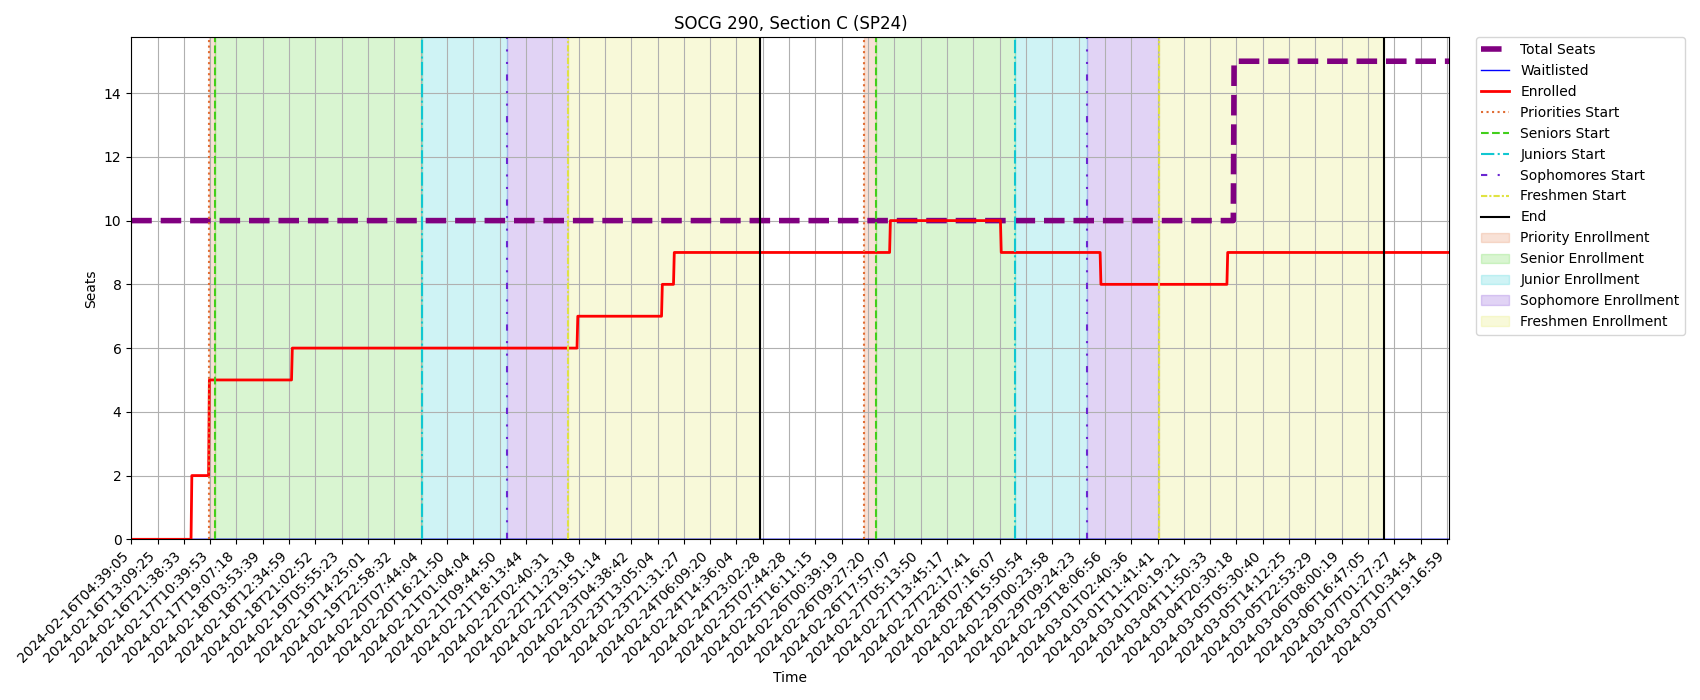 SOCG 290, Section C (SP24)
Seats
14
12
10
8
6
4
2
0
2024-02-16T04:39:05
2024-02-16T13:09:25
2024-02-16T21:38:33
2024-02-17T10:39:53
2024-02-17T19:07:18
2024-02-18T03:53:39
2024-02-18T12:34:59
2024-02-18T21:02:52
2024-02-19T05:55:23
2024-02-19T14:25:01
2024-02-19T22:58:32
2024-02-20T07:44:04
2024-02-20T16:21:50
2024-02-21T01:04:04
2024-02-21T09:44:50
2024-02-21T18:13:44
2024-02-22T02:40:31
2024-02-22T11:23:18
2024-02-22T19:51:14
2024-02-23T04:38:42
2024-02-23T13:05:04
2024-02-23T21:31:27
2024-02-24T06:09:20
2024-02-24T14:36:04
2024-02-24T23:02:28
2024-02-25T07:44:28
2024-02-25T16:11:15
2024-02-26T00:39:19
2024-02-26T09:27:20
2024-02-26T17:57:07
2024-02-27T05:13:50
2024-02-27T13:45:17
2024-02-27T22:17:41
2024-02-28T07:16:07
2024-02-28T15:50:54
2024-02-29T00:23:58
2024-02-29T09:24:23
2024-02-29T18:06:56
2024-03-01T02:40:36
2024-03-01T11:41:41
2024-03-01T20:19:21
2024-03-04T11:50:33
2024-03-04T20:30:18
2024-03-05T05:30:40
2024-03-05T14:12:25
2024-03-05T22:53:29
2024-03-06T08:00:19
2024-03-06T16:47:05
2024-03-07T01:27:27
2024-03-07T10:34:54
2024-03-07T19:16:59
Time
Total Seats
Waitlisted
Enrolled
Priorities Start
Seniors Start
Juniors Start
Sophomores Start
Freshmen Start
End
Priority Enrollment
Senior Enrollment
Junior Enrollment
Sophomore Enrollment
Freshmen Enrollment